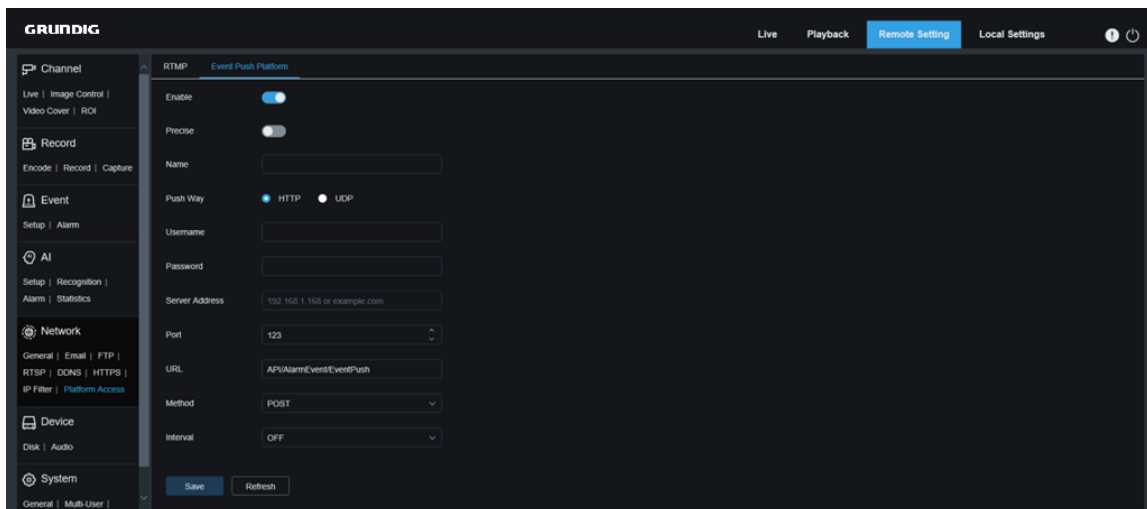 GRUNDIG
Live Playback Remote Setting Local Settings
Channel
Live | Image Control |
Video Cover | ROI
Record
Encode | Record | Capture
Event
Setup | Alarm
AI
Setup | Recognition |
Alarm | Statistics
Network
General | Email | FTP |
RTSP | DDNS | HTTPS |
IP Filter | Platform Access
Device
Disk | Audio
System
General | Multi-User |
RTMP Event Push Platform
Enable
Precise
Name
Push Way HTTP UDP
Username
Password
Server Address 192.168.1.168 or example.com
Port 123
URL API/AlarmEvent/EventPush
Method POST
Interval OFF
Save Refresh